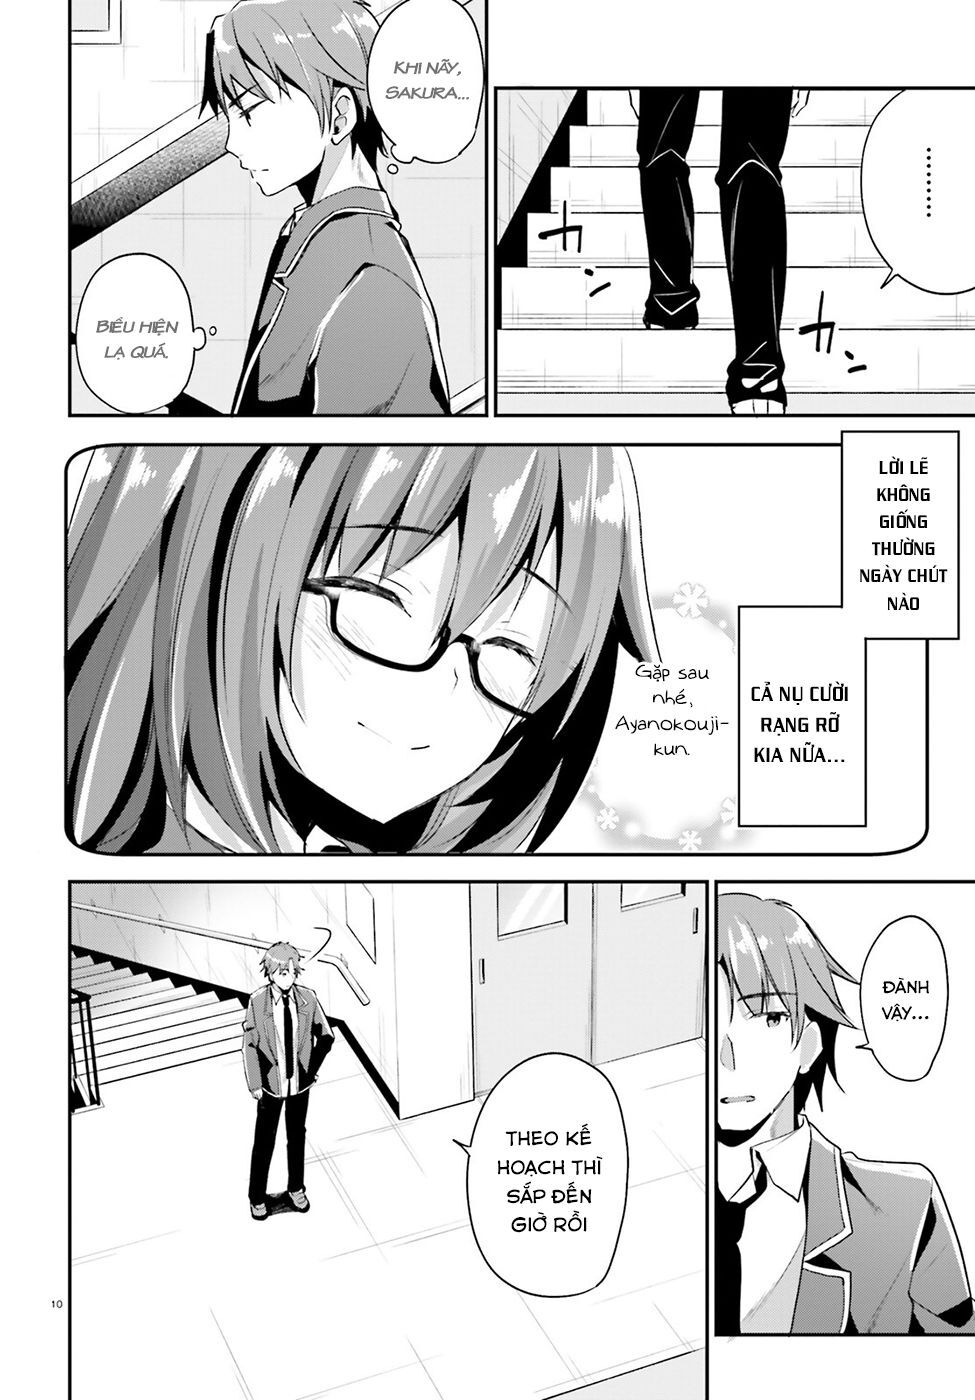 .........
カ
カ
KHI NÃY,
SAKURA...
BIỂU HIỆN
LẠ QUÁ.
LỜI LẼ
KHÔNG
GIỐNG
THƯỜNG
NGÀY CHÚT
NÀO
CẢ NỤ CƯỜI
RẠNG RỠ
KIA NỮA...
Gặp sau
nhé,
Ayanokouji-
kun.
ĐÀNH
VẬY...
THEO KẾ
HOẠCH THÌ
SẮP ĐẾN
GIỜ RỒI
10